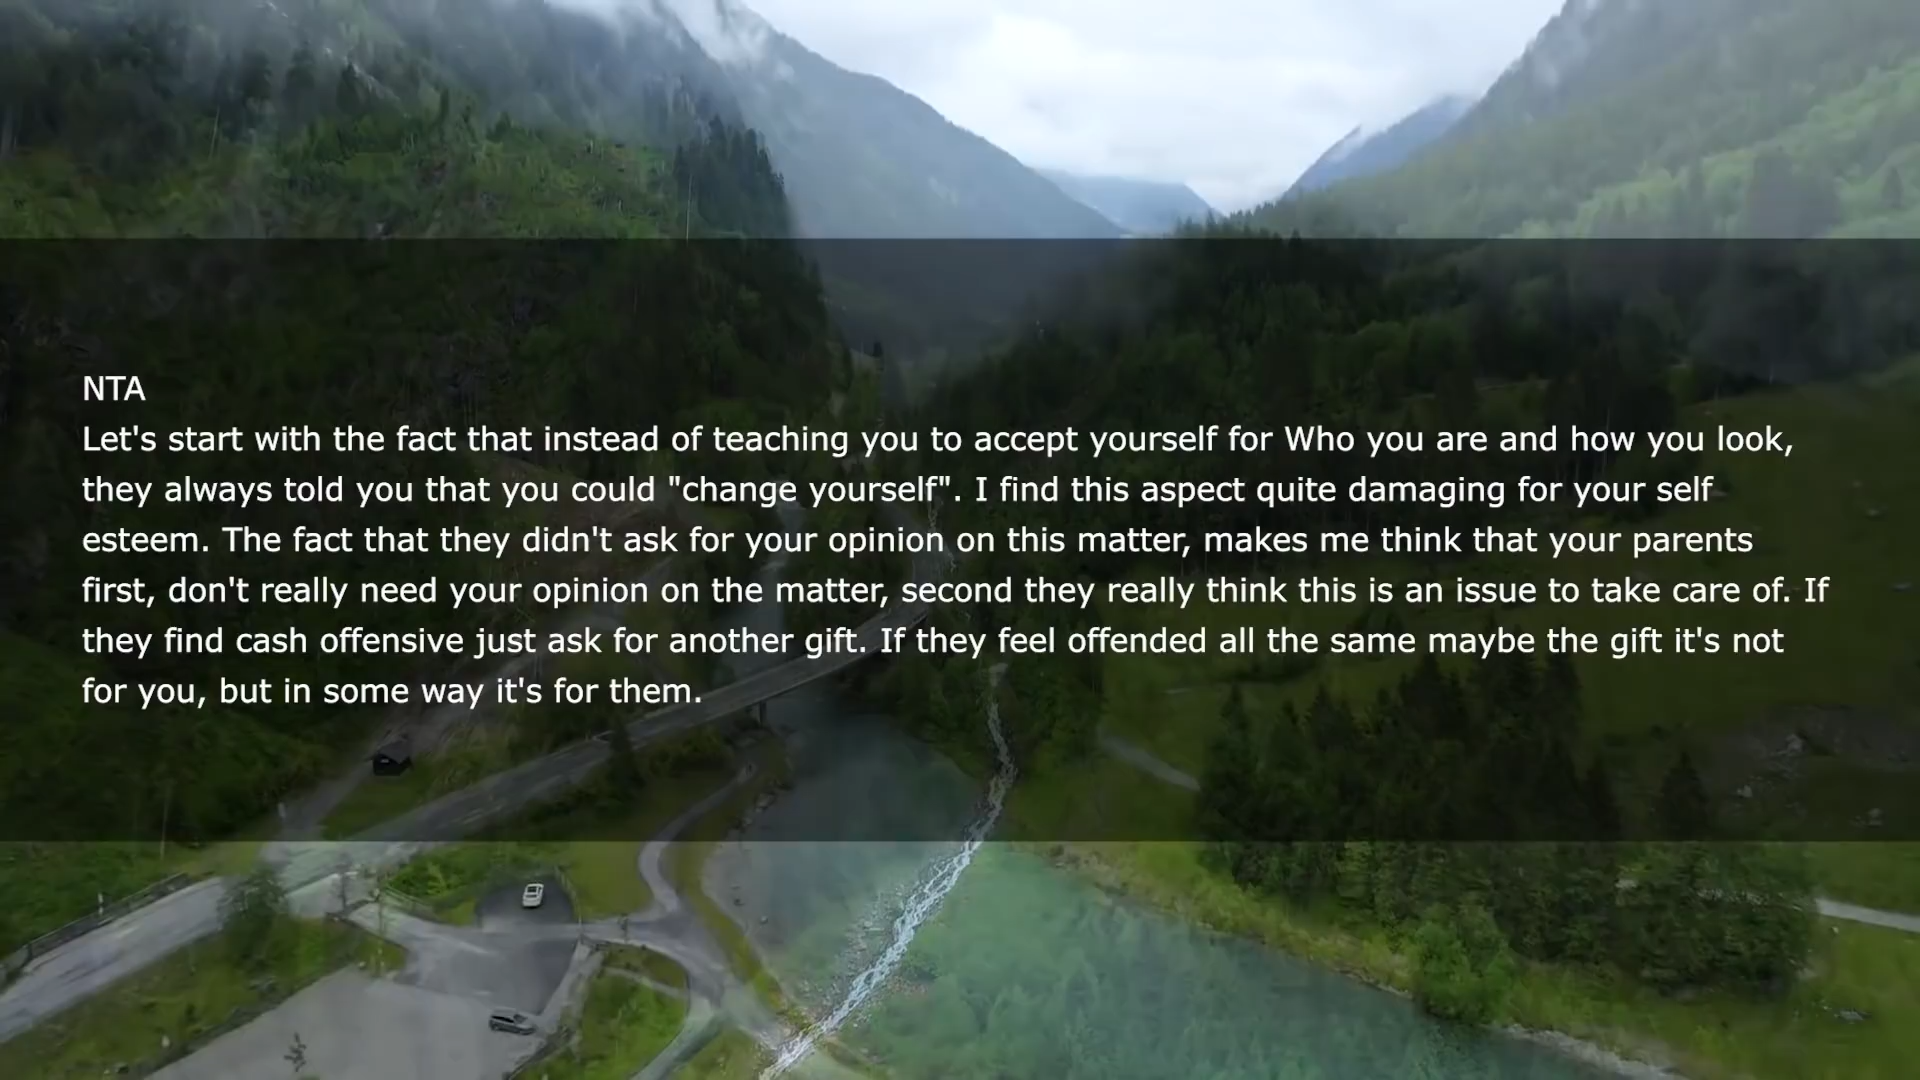 NTA
Let's start with the fact that instead of teaching you to accept yourself for Who you are and how you look,
they always told you that you could "change yourself". I find this aspect quite damaging for your self
esteem. The fact that they didn't ask for your opinion on this matter, makes me think that your parents
first, don't really need your opinion on the matter, second they really think this is an issue to take care of. If
they find cash offensive just ask for another gift. If they feel offended all the same maybe the gift it's not
for you, but in some way it's for them.